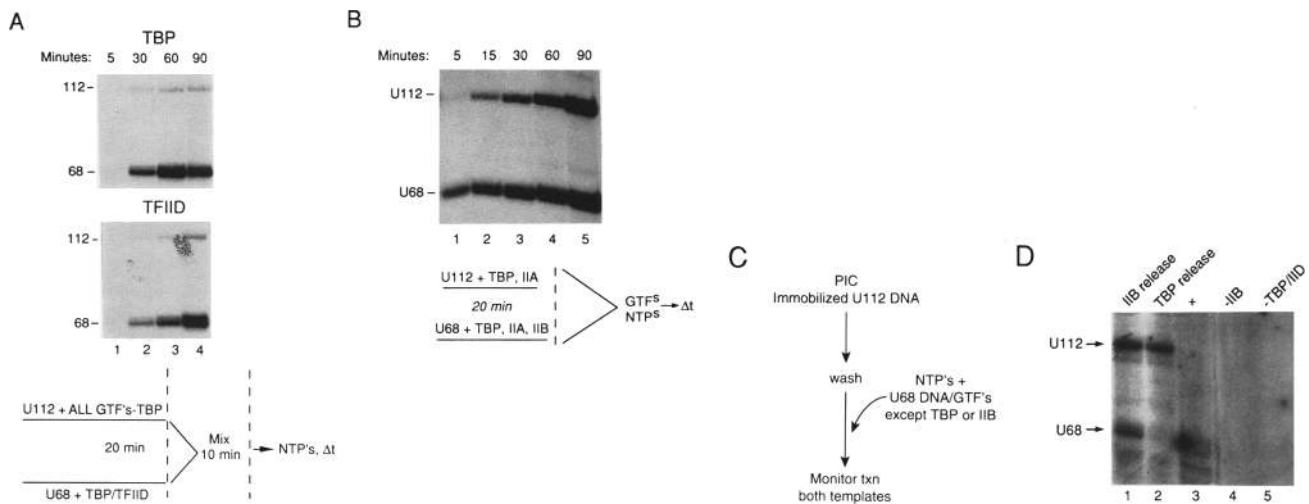 A
TBP
Minutes: 5 30 60 90
112
68
TFIID
112
68
1 2 3 4
U112 + ALL GTF's-TBP
20 min
Mix
10 min
NTP's, Δt
U68 + TBP/TFIID
B
Minutes: 5 15 30 60 90
U112
U68
1 2 3 4 5
U112 + TBP, IIA
20 min
U68 + TBP, IIA, IIB
GTFs
NTPs
Δt
C
PIC
Immobilized U112 DNA
wash
NTP's +
U68 DNA/GTF's
except TBP or IIB
Monitor txn
both templates
D
IIB release
TBP release
+
-IIB
-TBP/IID
U112
U68
1 2 3 4 5